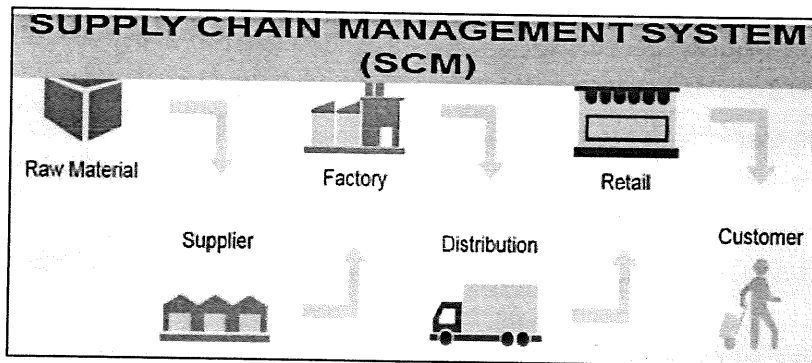 SUPPLY CHAIN MANAGEMENT SYSTEM
(SCM)
Raw Material
Factory
Retail
Supplier
Distribution
Customer